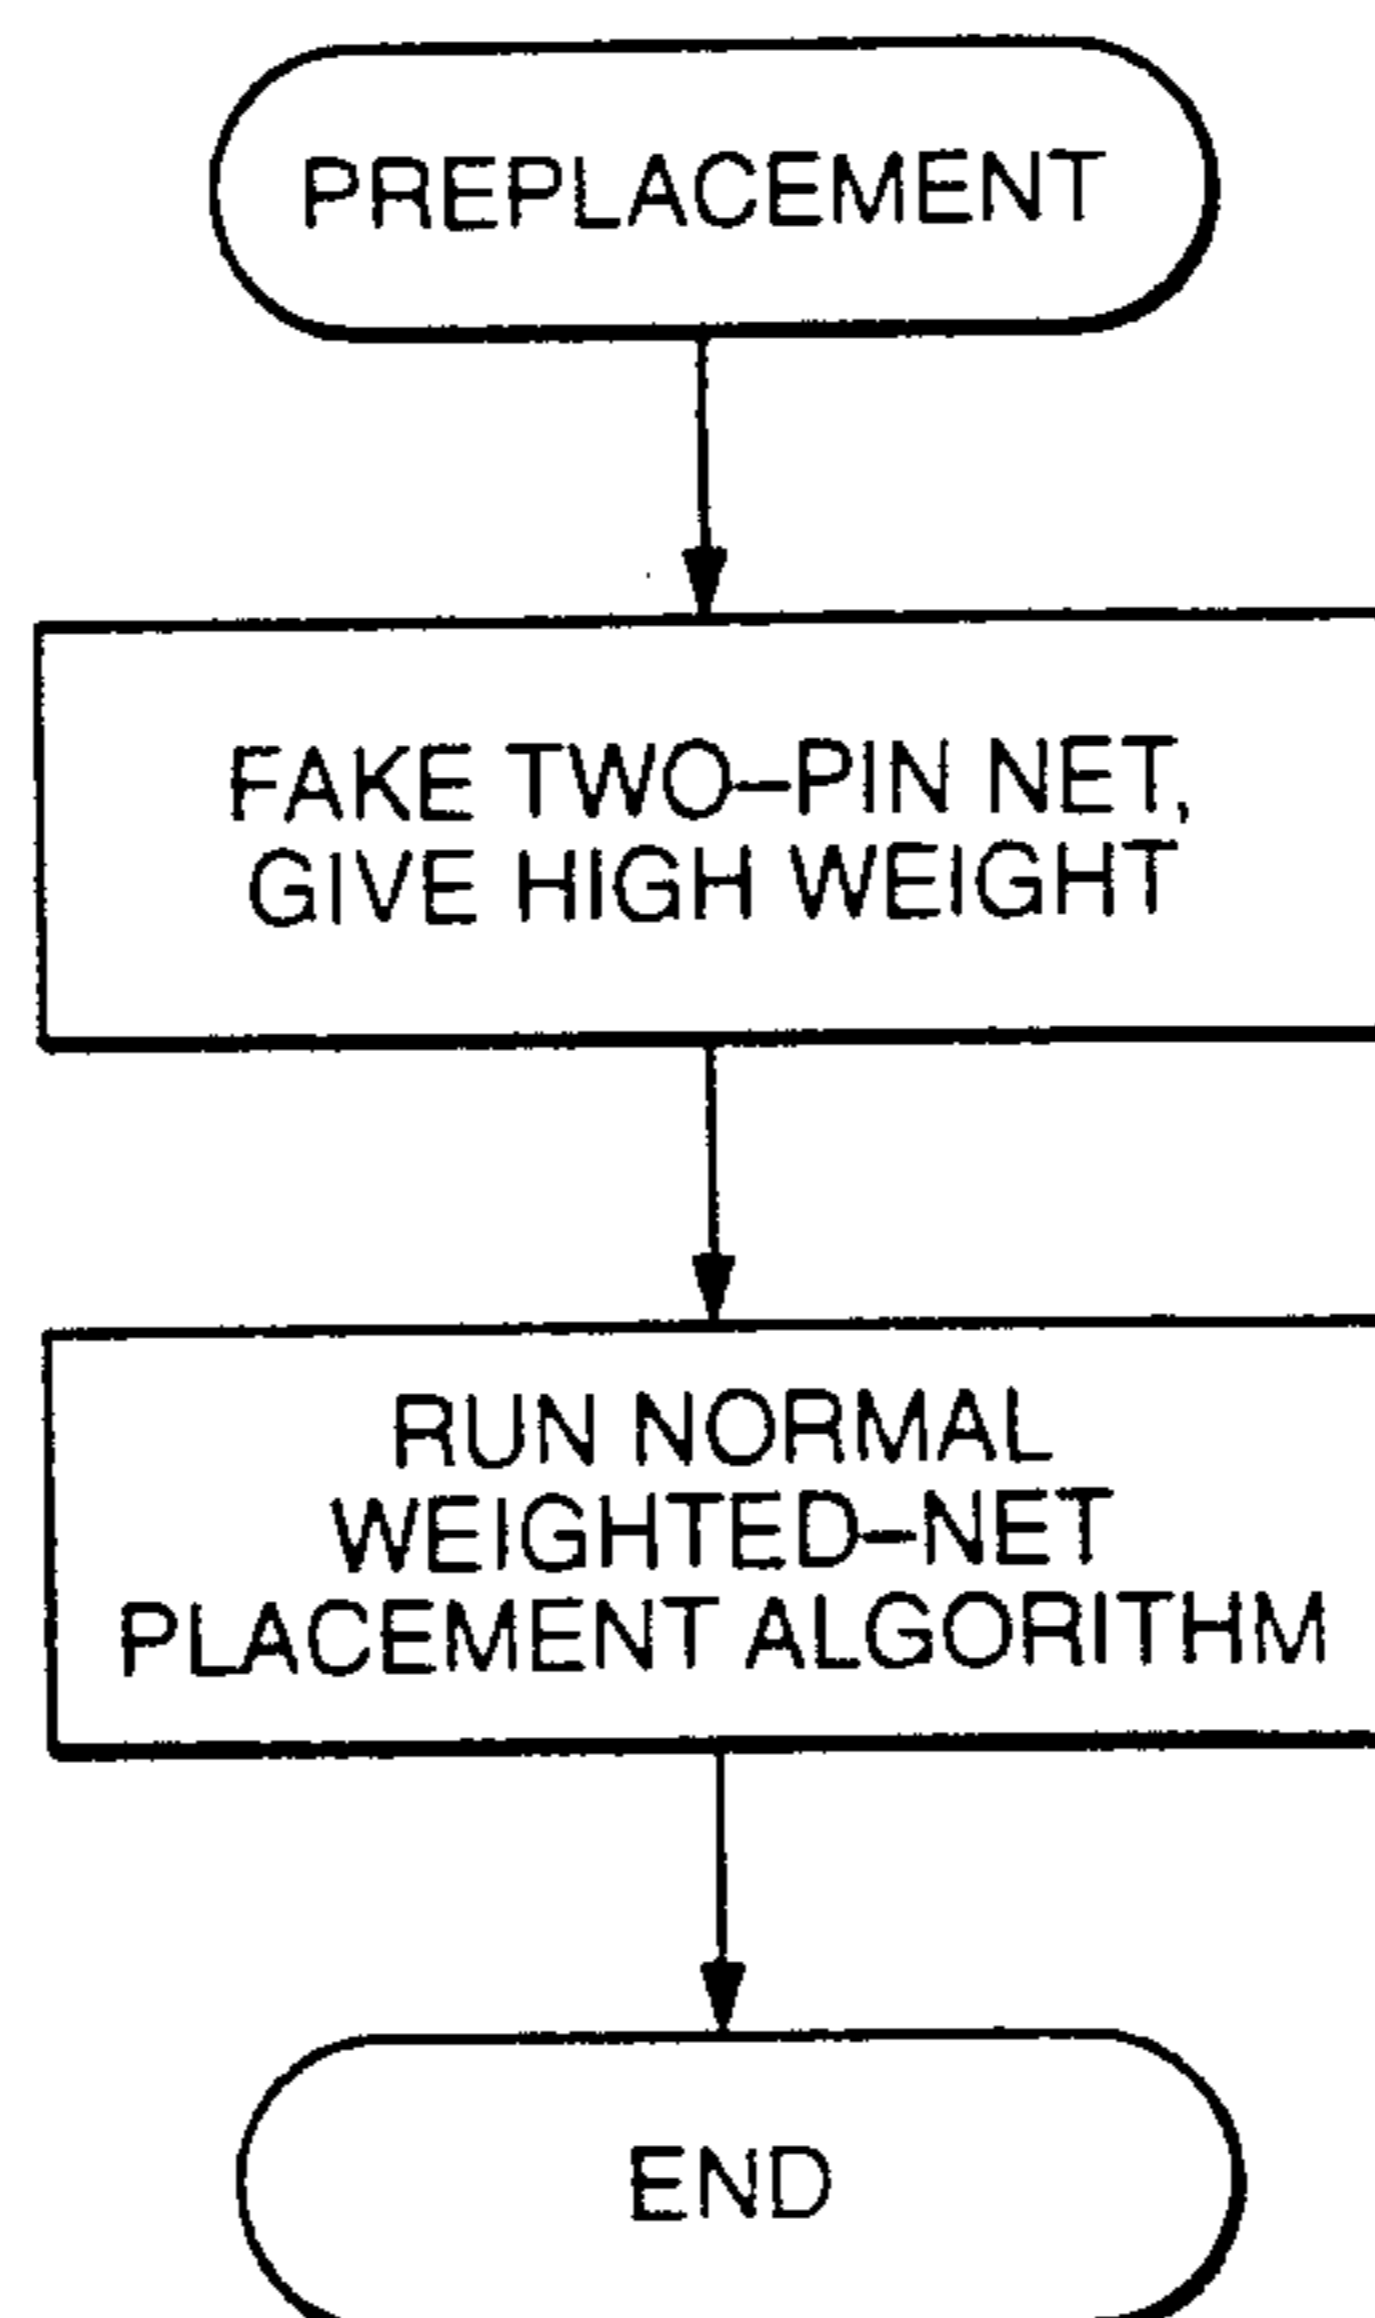 PREPLACEMENT
FAKE TWO–PIN NET,
GIVE HIGH WEIGHT
RUN NORMAL
WEIGHTED–NET
PLACEMENT ALGORITHM
END